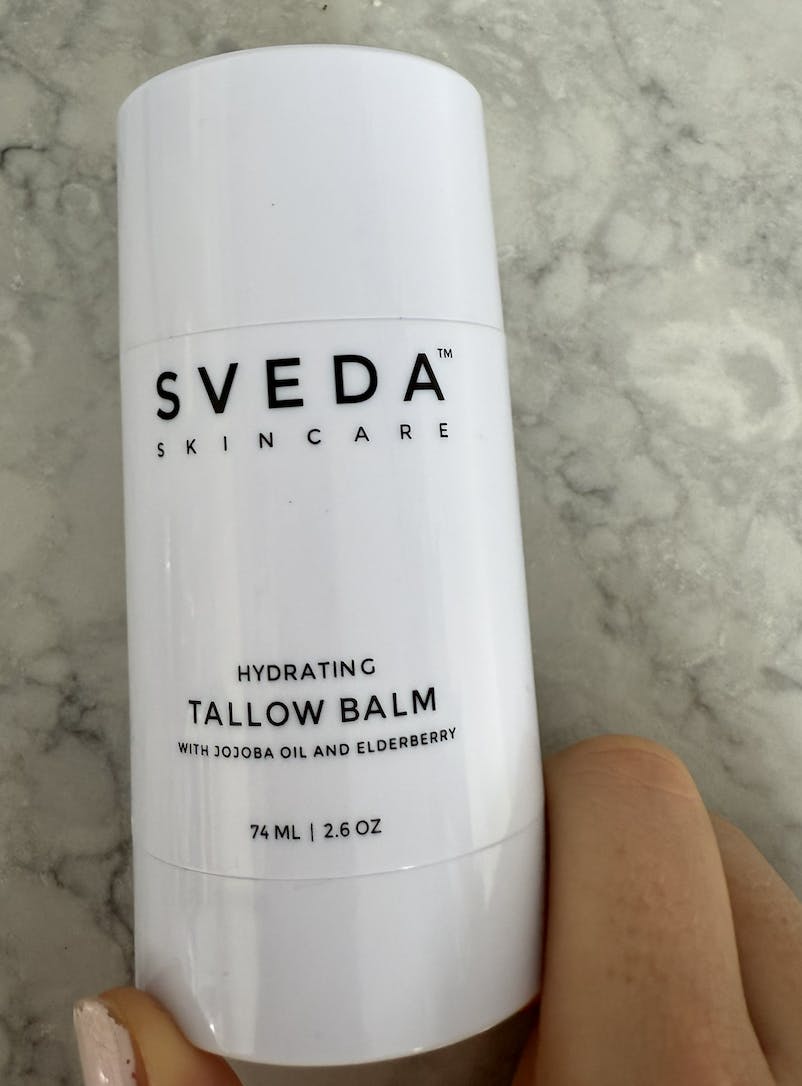 SVEDA™
SKINCARE
HYDRATING
TALLOW BALM
WITH JOJOBA OIL AND ELDERBERRY
74 ML | 2.6 OZ